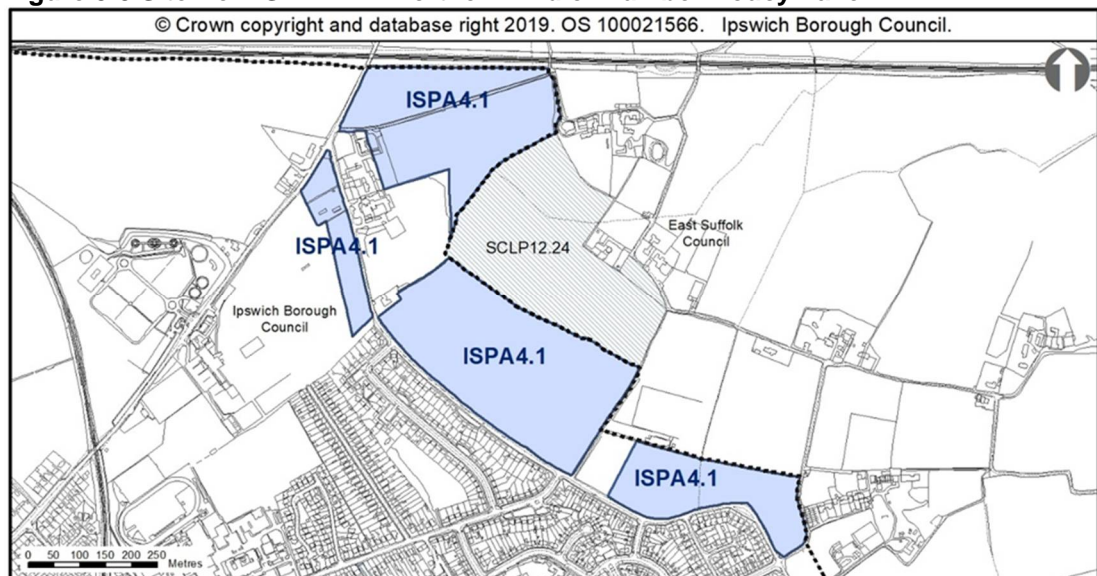 © Crown copyright and database right 2019. OS 100021566. Ipswich Borough Council.
ISPA4.1
East Suffolk
Council
ISPA4.1
SCLP12.24
Ipswich Borough
Council
ISPA4.1
ISPA4.1
0 50 100 150 200 250
Metres